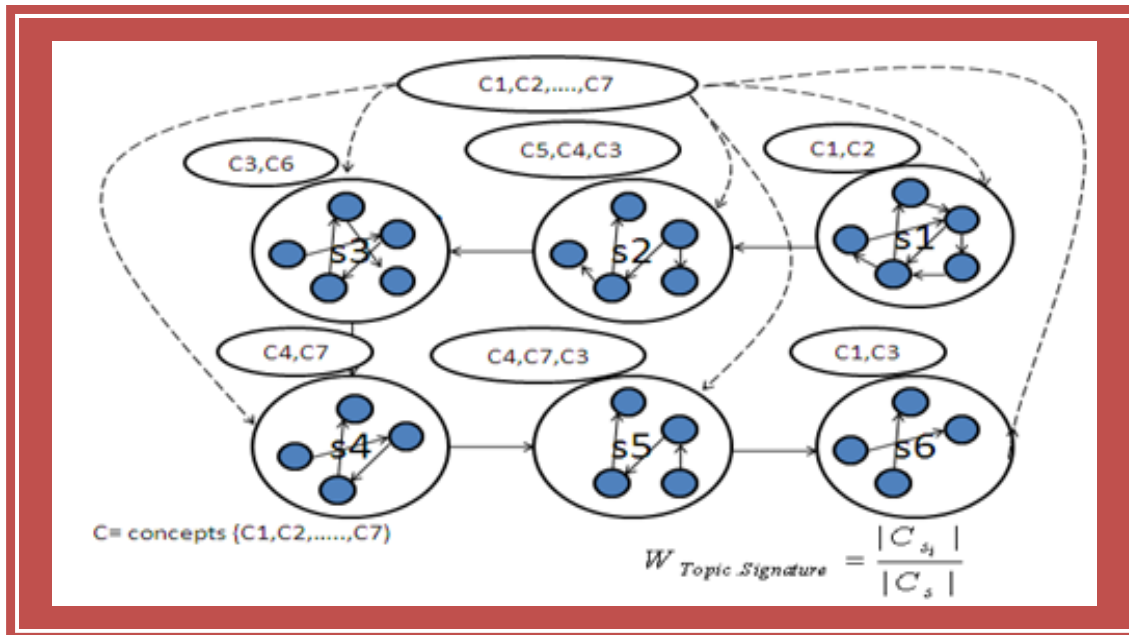 C1,C2,....,C7
C3,C6
C5,C4,C3
C1,C2
s3
s2
s1
C4,C7
C4,C7,C3
C1,C3
s4
s5
s6
C= concepts {C1,C2,.....,C7)
W Topic .Signature = | C s i | / | C s |